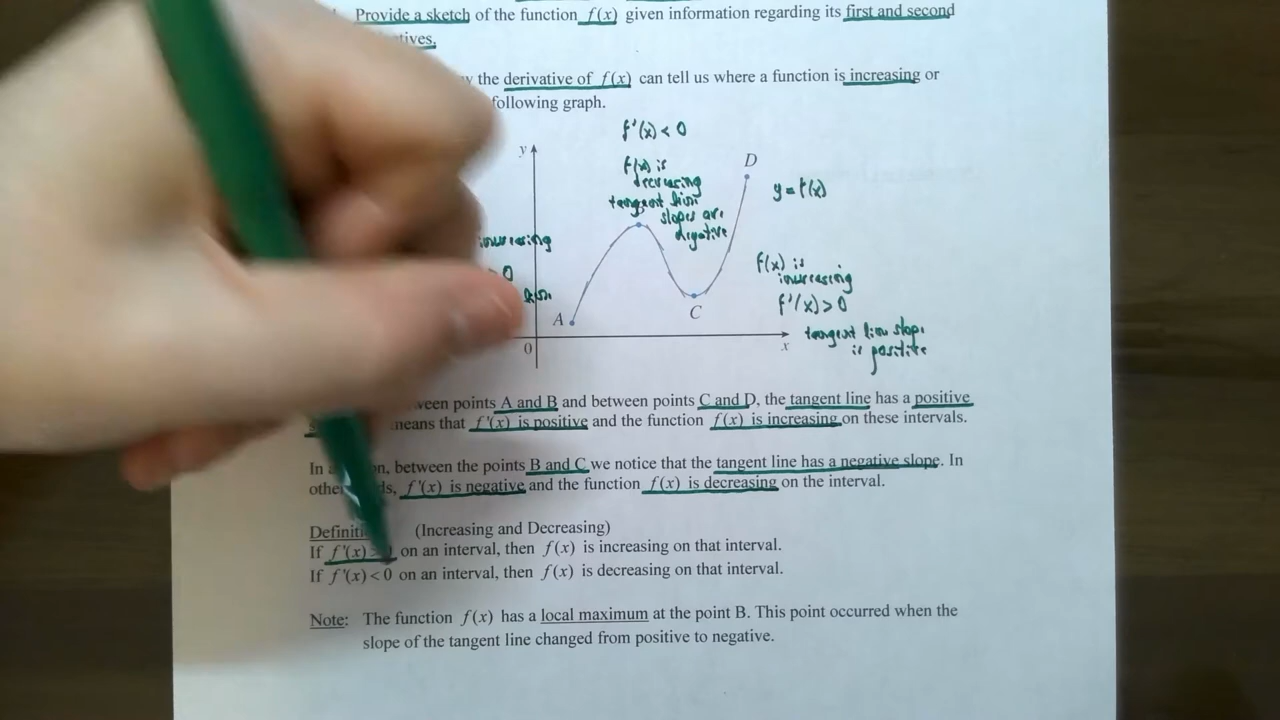 Provide a sketch of the function f(x) given information regarding its first and second
the derivative of f(x) can tell us where a function is increasing or
following graph.
f'(x) < 0
y
D
f(x) is
decreasing
tangent line
slopes are
negative
y = f(x)
increasing
0
line
f(x) is
increasing
f'(x) > 0
A
C
tangent line slope
is positive
0
x
points A and B and between points C and D, the tangent line has a positive
means that f'(x) is positive and the function f(x) is increasing on these intervals.
In between the points B and C we notice that the tangent line has a negative slope. In
f'(x) is negative and the function f(x) is decreasing on the interval.
(Increasing and Decreasing)
If f'(x) on an interval, then f(x) is increasing on that interval.
If f'(x) < 0 on an interval, then f(x) is decreasing on that interval.
Note: The function f(x) has a local maximum at the point B. This point occurred when the
slope of the tangent line changed from positive to negative.